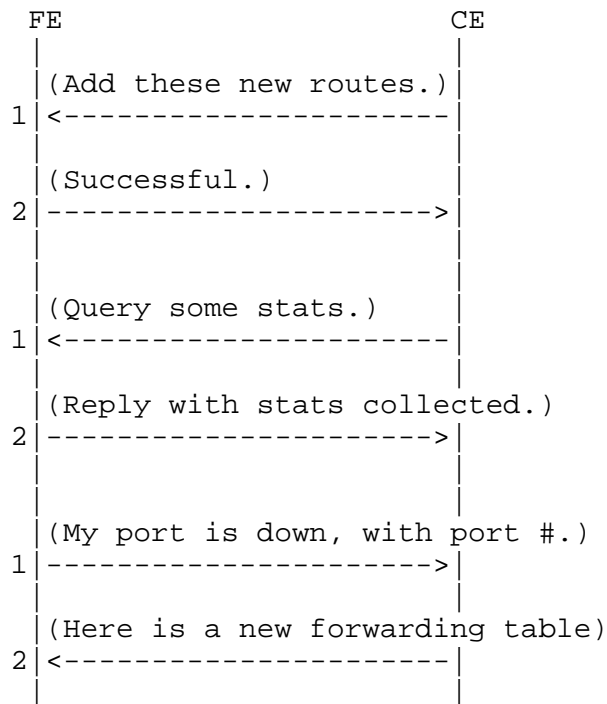 FE CE
(Add these new routes.)
1|<----------------------|
(Successful.)
2|---------------------->|
(Query some stats.)
1|<----------------------|
(Reply with stats collected.)
2|---------------------->|
(My port is down, with port #.)
1|---------------------->|
(Here is a new forwarding table)
2|<----------------------|